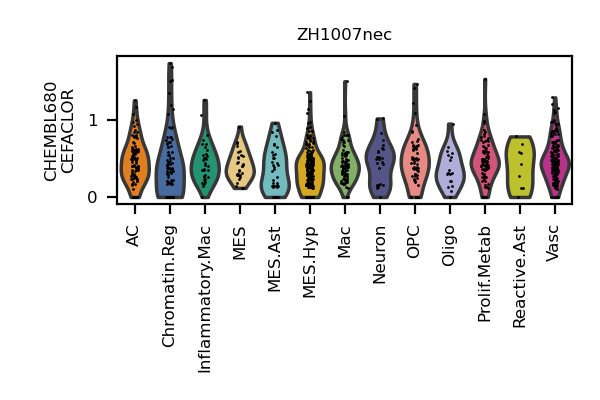 ZH1007nec
CHEMBL680
CEFACLOR
1
0
AC
Chromatin.Reg
Inflammatory.Mac
MES
MES.Ast
MES.Hyp
Mac
Neuron
OPC
Oligo
Prolif.Metab
Reactive.Ast
Vasc